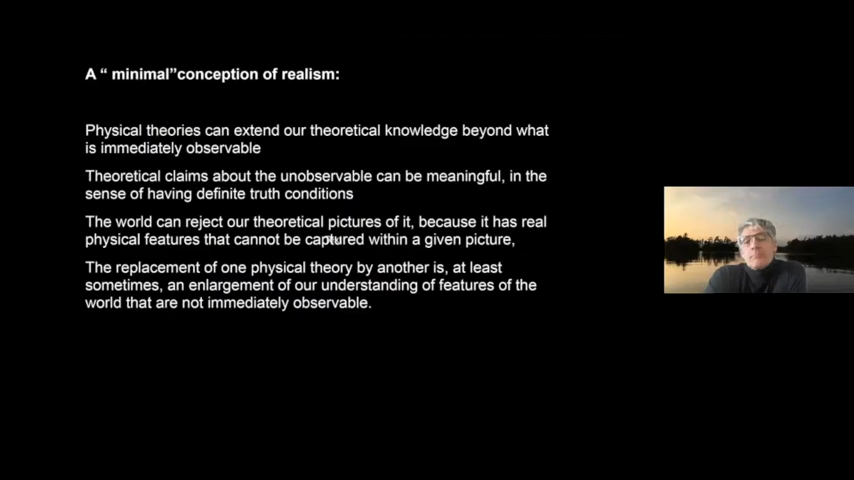 A “ minimal”conception of realism:
Physical theories can extend our theoretical knowledge beyond what
is immediately observable
Theoretical claims about the unobservable can be meaningful, in the
sense of having definite truth conditions
The world can reject our theoretical pictures of it, because it has real
physical features that cannot be captured within a given picture,
The replacement of one physical theory by another is, at least
sometimes, an enlargement of our understanding of features of the
world that are not immediately observable.